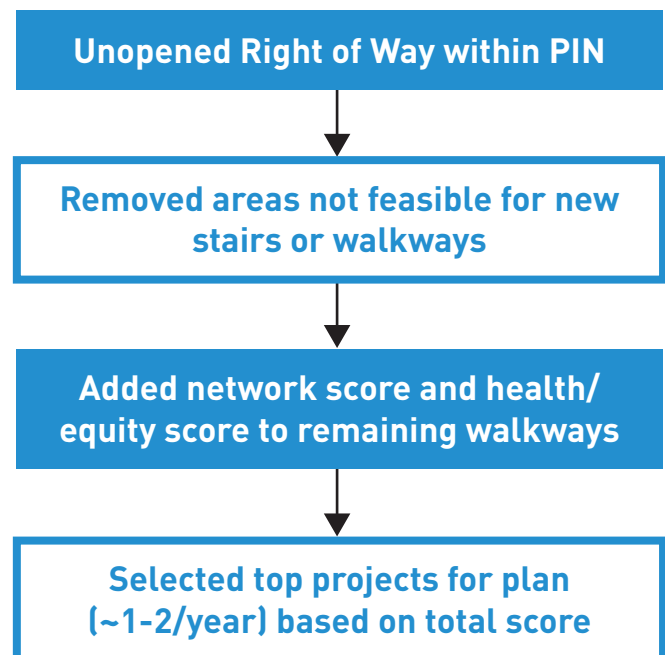 Unopened Right of Way within PIN
Removed areas not feasible for new
stairs or walkways
Added network score and health/
equity score to remaining walkways
Selected top projects for plan
(~1-2/year) based on total score